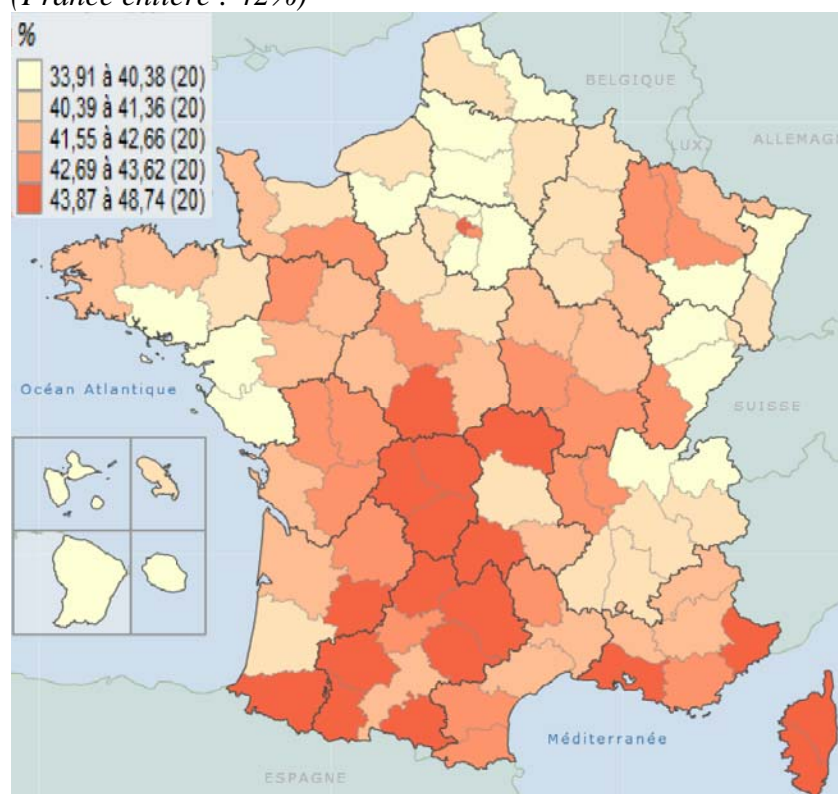 (France entière : 42%)
%
33,91 à 40,38 (20)
40,39 à 41,36 (20)
41,55 à 42,66 (20)
42,69 à 43,62 (20)
43,87 à 48,74 (20)
BELGIQUE
LUX.
ALLEMAGN
Océan Atlantique
SUISSE
Méditerranée
ESPAGNE